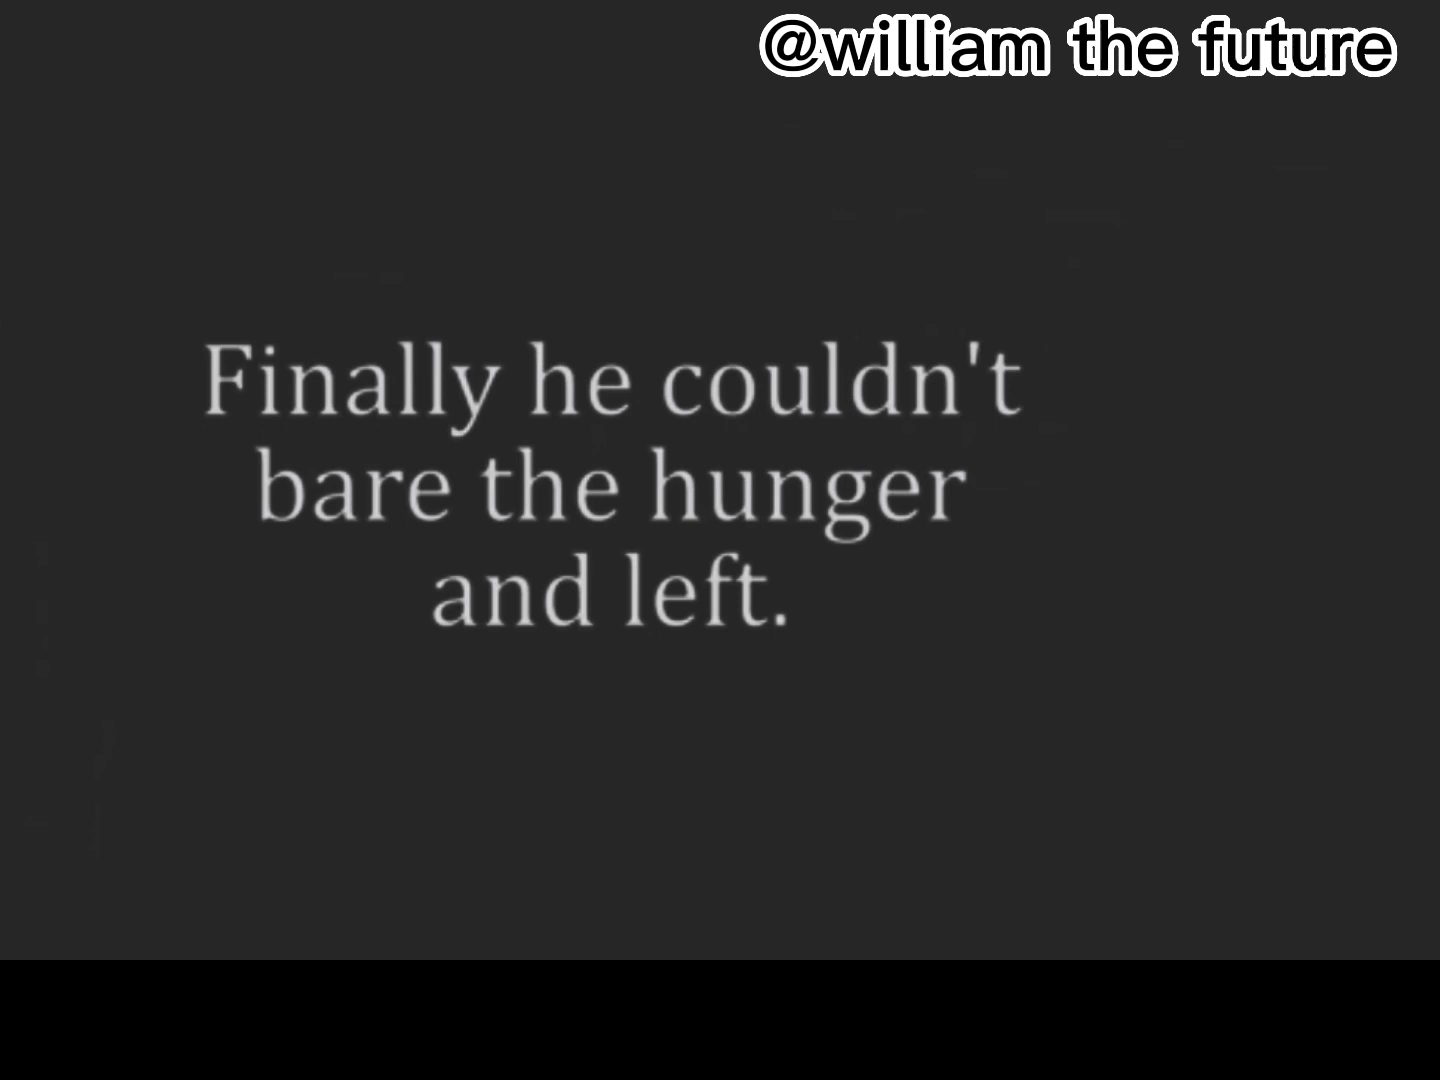 @william the future
Finally he couldn't
bare the hunger
and left.